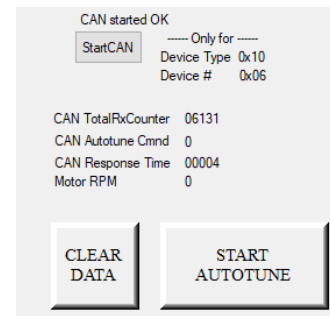 CAN started OK
StartCAN
----- Only for -----
Device Type 0x10
Device # 0x06
CAN TotalRxCounter 06131
CAN Autotune Cmnd 0
CAN Response Time 00004
Motor RPM 0
CLEAR
DATA
START
AUTOTUNE